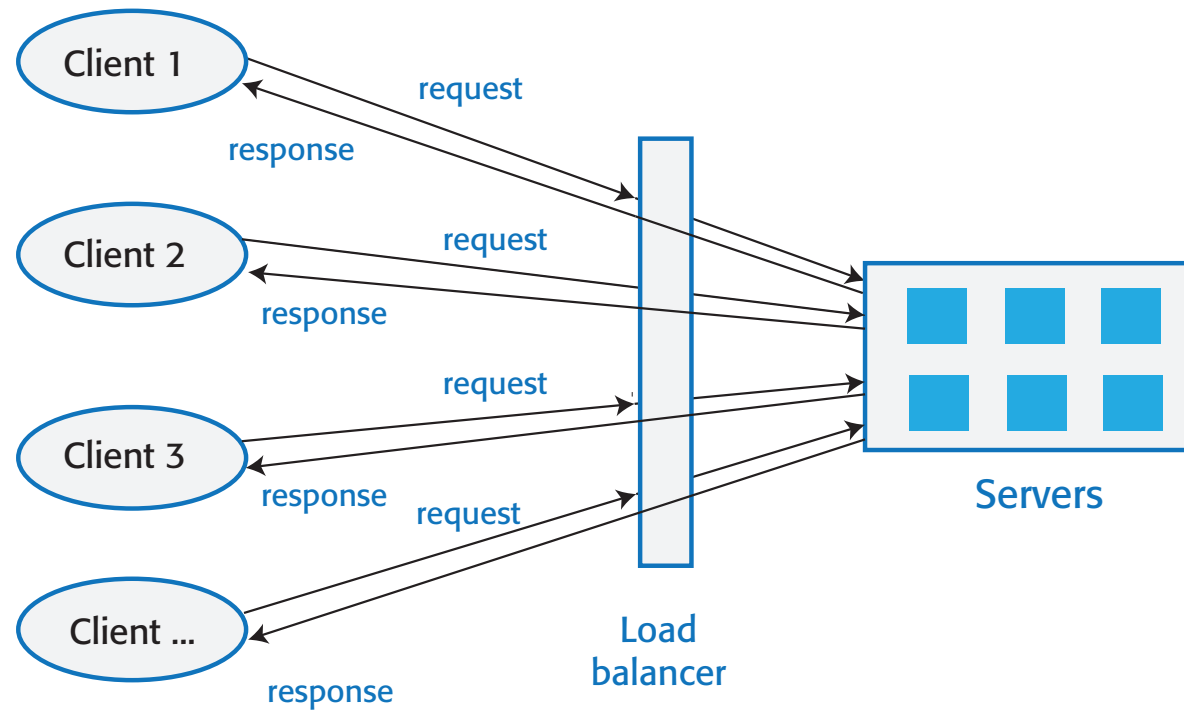 Client 1
request
response
Client 2
request
response
Client 3
request
response
request
Servers
Client ...
Load
balancer
response